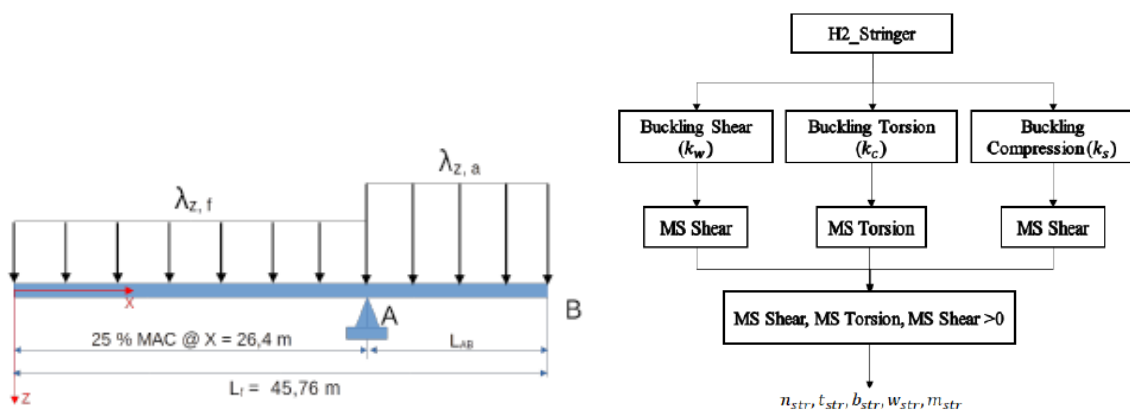 λz, f
λz, a
X
A
B
25 % MAC @ X = 26,4 m
LAB
Lf = 45,76 m
Z
H2_Stringer
Buckling Shear
(kw)
Buckling Torsion
(kc)
Buckling
Compression (ks)
MS Shear
MS Torsion
MS Shear
MS Shear, MS Torsion, MS Shear >0
nstr, tstr, bstr, wstr, mstr